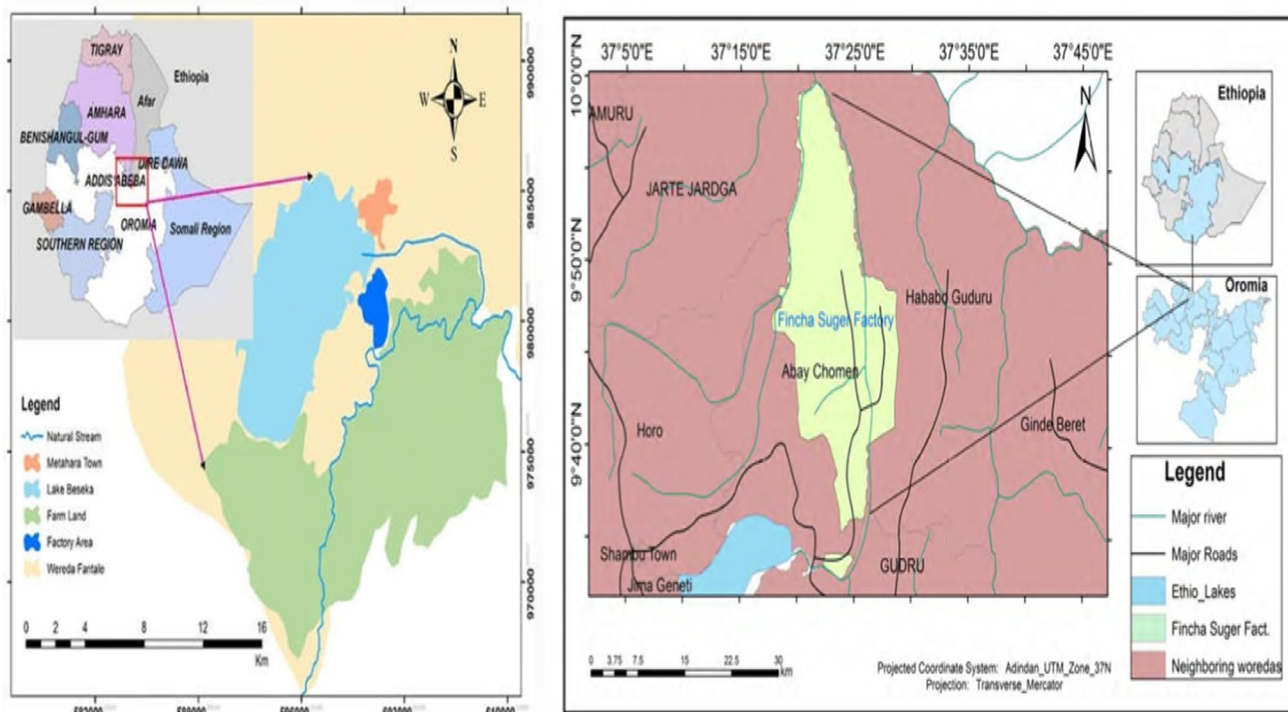 TIGRAY
Ethiopia
Afar
AMHARA
BENISHANGUL-GUM
DIRE DAWA
ADDIS ABEBA
GAMBELLA
OROMIA
SOUTHERN REGION
Somali Region
N
W E
S
990000
985000
980000
975000
970000
Legend
Natural Stream
Metahara Town
Lake Beseka
Farm Land
Factory Area
Wereda Fantale
0 2 4 8 12 16
Km
37°5'0"E 37°15'0"E 37°25'0"E 37°35'0"E 37°45'0"E
10°0'0"N
9°50'0"N
9°40'0"N
N
AMURU
JARTE JARDGA
Hababo Guduru
Fincha Suger Factory
Abay Chomen
Horo
Ginde Beret
Shambu Town
GUDRU
Jima Geneti
Ethiopia
Oromia
Legend
Major river
Major Roads
Ethio_Lakes
Fincha Suger Fact.
Neighboring woredas
0 3.75 7.5 15 22.5 30
km
Projected Coordinate System: Adindan_UTM_Zone_37N
Projection: Transverse_Mercator